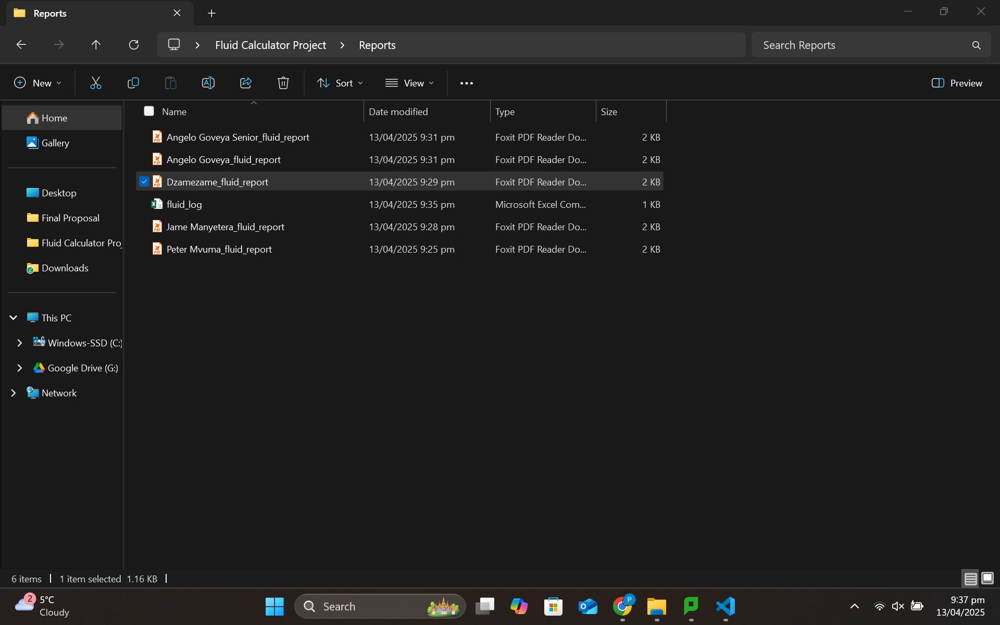 Reports
Fluid Calculator Project > Reports
Search Reports
New
Sort
View
Preview
Name
Date modified
Type
Size
Home
Gallery
Desktop
Final Proposal
Fluid Calculator Pro
Downloads
This PC
Windows-SSD (C:)
Google Drive (G:)
Network
Angelo Goveya Senior_fluid_report 13/04/2025 9:31 pm Foxit PDF Reader Do... 2 KB
Angelo Goveya_fluid_report 13/04/2025 9:31 pm Foxit PDF Reader Do... 2 KB
Dzamezame_fluid_report 13/04/2025 9:29 pm Foxit PDF Reader Do... 2 KB
fluid_log 13/04/2025 9:35 pm Microsoft Excel Com... 1 KB
Jame Manyetera_fluid_report 13/04/2025 9:28 pm Foxit PDF Reader Do... 2 KB
Peter Mvuma_fluid_report 13/04/2025 9:25 pm Foxit PDF Reader Do... 2 KB
6 items | 1 item selected 1.16 KB |
2
5°C
Cloudy
Search
P
9:37 pm
13/04/2025